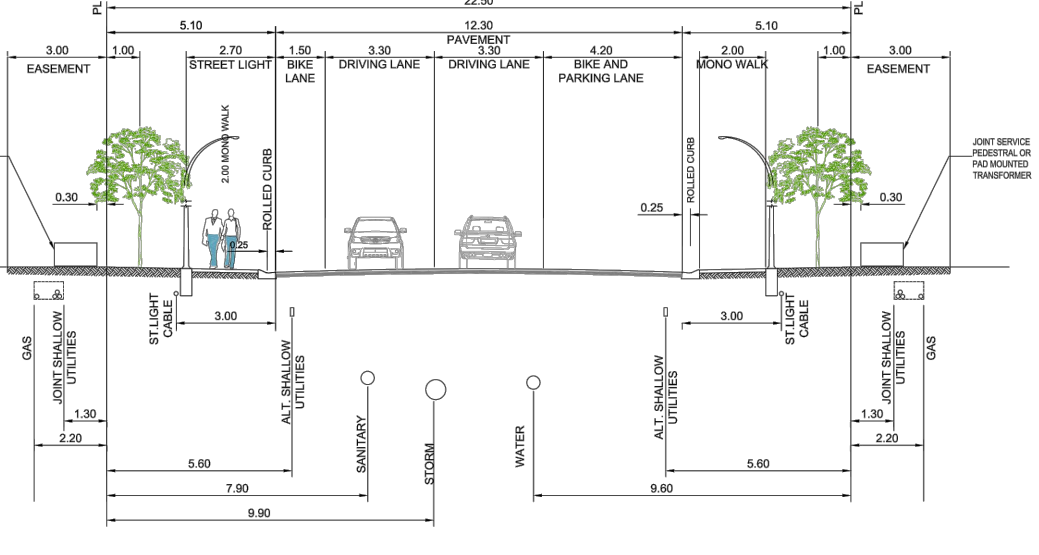 PL
22.50
PL
5.10
12.30
5.10
PAVEMENT
3.00
1.00
2.70
1.50
3.30
3.30
4.20
2.00
1.00
3.00
EASEMENT
STREET LIGHT
BIKE
LANE
DRIVING LANE
DRIVING LANE
BIKE AND
PARKING LANE
MONO WALK
EASEMENT
2.00 MONO WALK
ROLLED CURB
ROLLED CURB
JOINT SERVICE
PEDESTRAL OR
PAD MOUNTED
TRANSFORMER
0.30
0.25
0.25
0.30
GAS
JOINT SHALLOW
UTILITIES
ST.LIGHT
CABLE
3.00
ALT. SHALLOW
UTILITIES
SANITARY
STORM
WATER
ALT. SHALLOW
UTILITIES
3.00
ST.LIGHT
CABLE
JOINT SHALLOW
UTILITIES
GAS
1.30
1.30
2.20
2.20
5.60
5.60
7.90
9.60
9.90